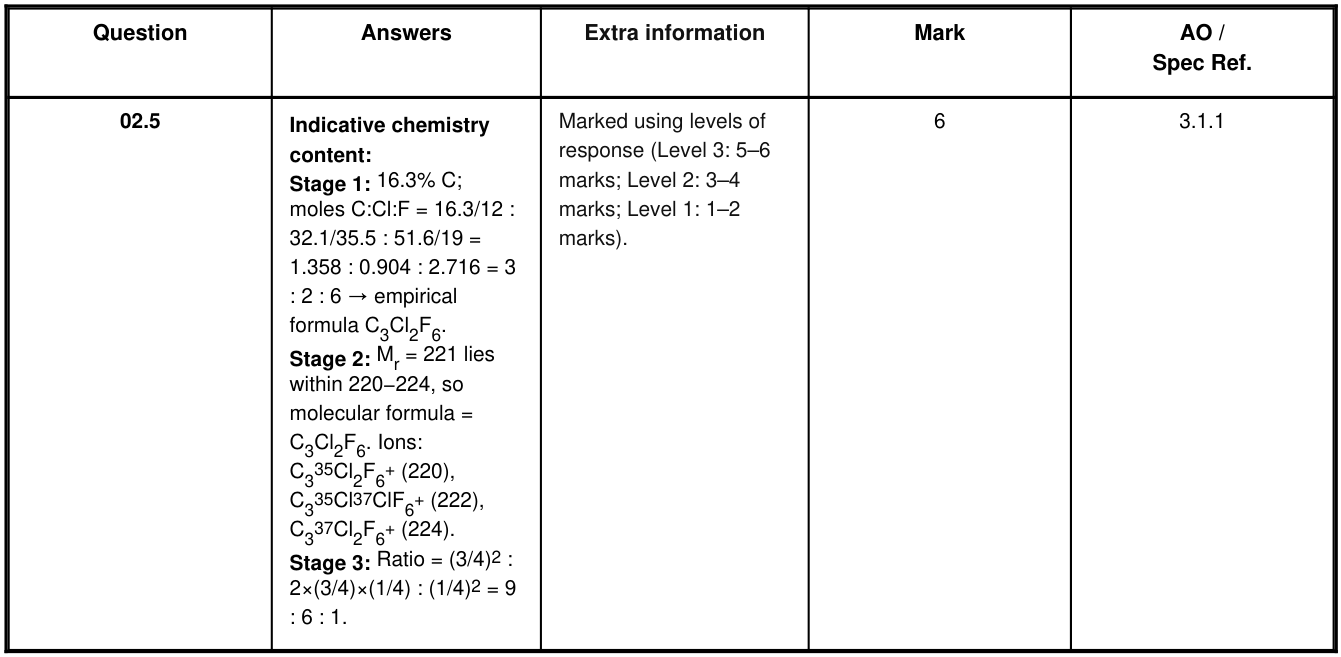 Question
Answers
Extra information
Mark
AO /
Spec Ref.
02.5
Indicative chemistry
content:
Stage 1: 16.3% C;
moles C:Cl:F = 16.3/12 :
32.1/35.5 : 51.6/19 =
1.358 : 0.904 : 2.716 = 3
: 2 : 6 → empirical
formula C₃Cl₂F₆.
Stage 2: Mᵣ = 221 lies
within 220–224, so
molecular formula =
C₃Cl₂F₆. Ions:
C₃³⁵Cl₂F₆⁺ (220),
C₃³⁵Cl³⁷ClF₆⁺ (222),
C₃³⁷Cl₂F₆⁺ (224).
Stage 3: Ratio = (3/4)² :
2×(3/4)×(1/4) : (1/4)² = 9
: 6 : 1.
Marked using levels of
response (Level 3: 5–6
marks; Level 2: 3–4
marks; Level 1: 1–2
marks).
6
3.1.1